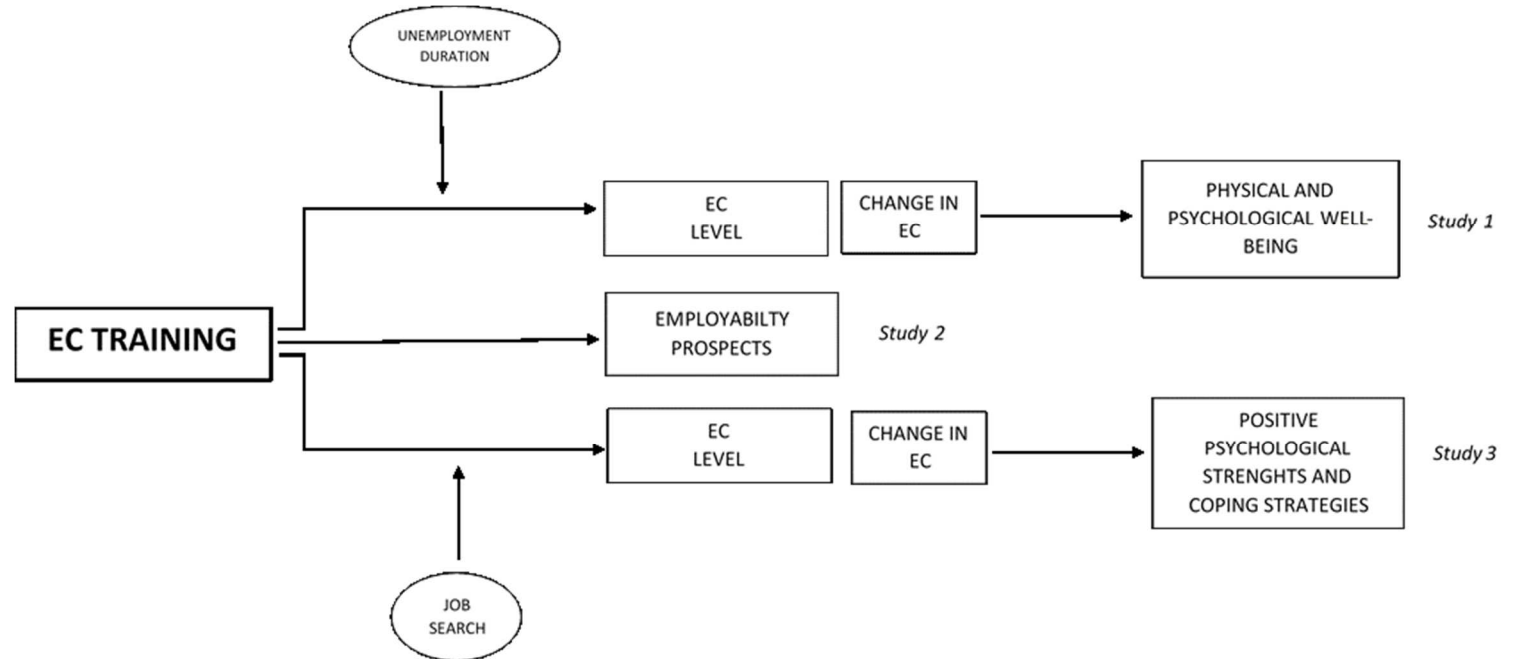 UNEMPLOYMENT
DURATION
EC
LEVEL
CHANGE IN
EC
PHYSICAL AND
PSYCHOLOGICAL WELL-
BEING
Study 1
EC TRAINING
EMPLOYABILTY
PROSPECTS
Study 2
EC
LEVEL
CHANGE IN
EC
POSITIVE
PSYCHOLOGICAL
STRENGHTS AND
COPING STRATEGIES
Study 3
JOB
SEARCH